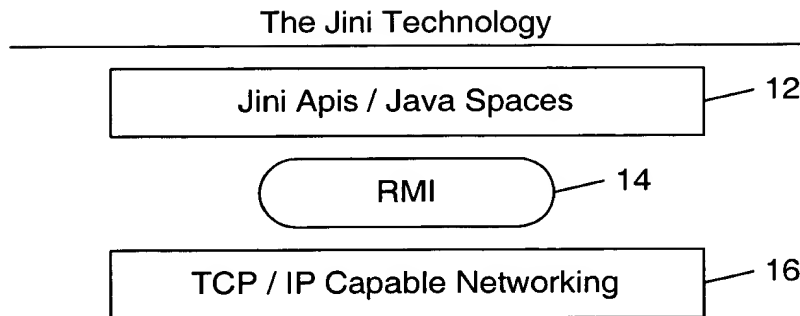 The Jini Technology
Jini Apis / Java Spaces
12
RMI
14
TCP / IP Capable Networking
16